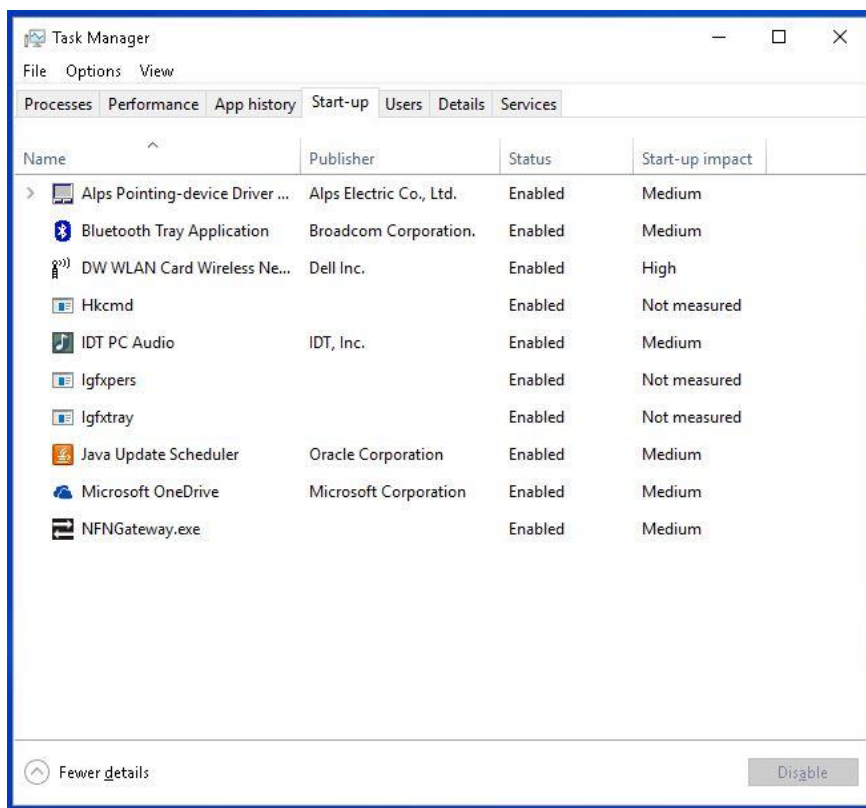 Task Manager
File Options View
Processes Performance App history Start-up Users Details Services
Name Publisher Status Start-up impact
Alps Pointing-device Driver ... Alps Electric Co., Ltd. Enabled Medium
Bluetooth Tray Application Broadcom Corporation. Enabled Medium
DW WLAN Card Wireless Ne... Dell Inc. Enabled High
Hkcmd Enabled Not measured
IDT PC Audio IDT, Inc. Enabled Medium
Igfxpers Enabled Not measured
Igfxtray Enabled Not measured
Java Update Scheduler Oracle Corporation Enabled Medium
Microsoft OneDrive Microsoft Corporation Enabled Medium
NFNGateway.exe Enabled Medium
Fewer details Disable